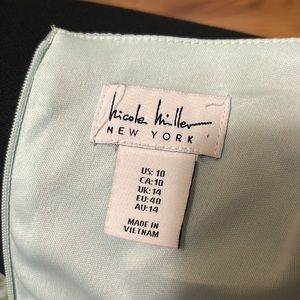 Nicole Miller
NEW YORK
US: 10
CA: 10
UK: 14
EU: 40
AU: 14
MADE IN
VIETNAM